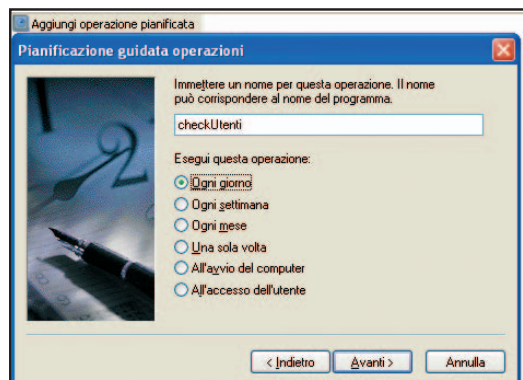 Aggiungi operazione pianificata
Pianificazione guidata operazioni
Immettere un nome per questa operazione. Il nome
può corrispondere al nome del programma.
checkUtenti
Esegui questa operazione:
Ogni giorno
Ogni settimana
Ogni mese
Una sola volta
All'avvio del computer
All'accesso dell'utente
< Indietro
Avanti >
Annulla